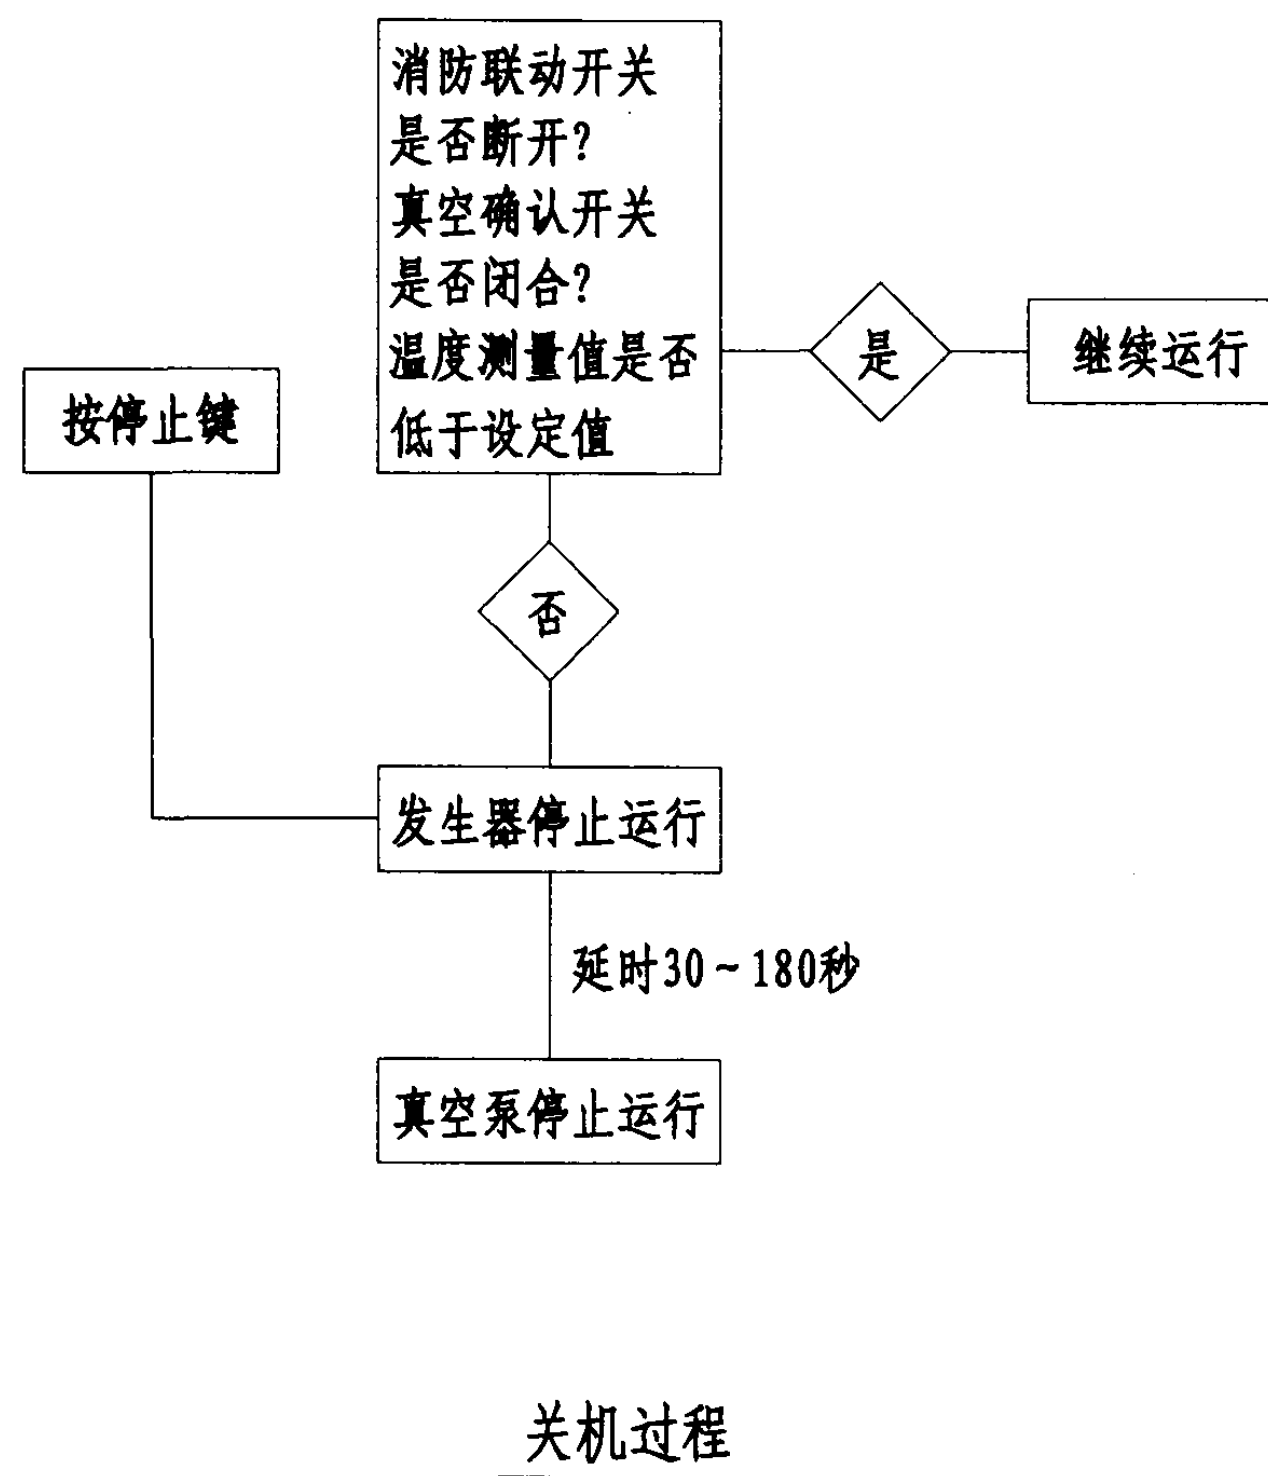 消防联动开关
是否断开?
真空确认开关
是否闭合?
温度测量值是否
低于设定值
是
继续运行
按停止键
否
发生器停止运行
延时30~180秒
真空泵停止运行
关机过程